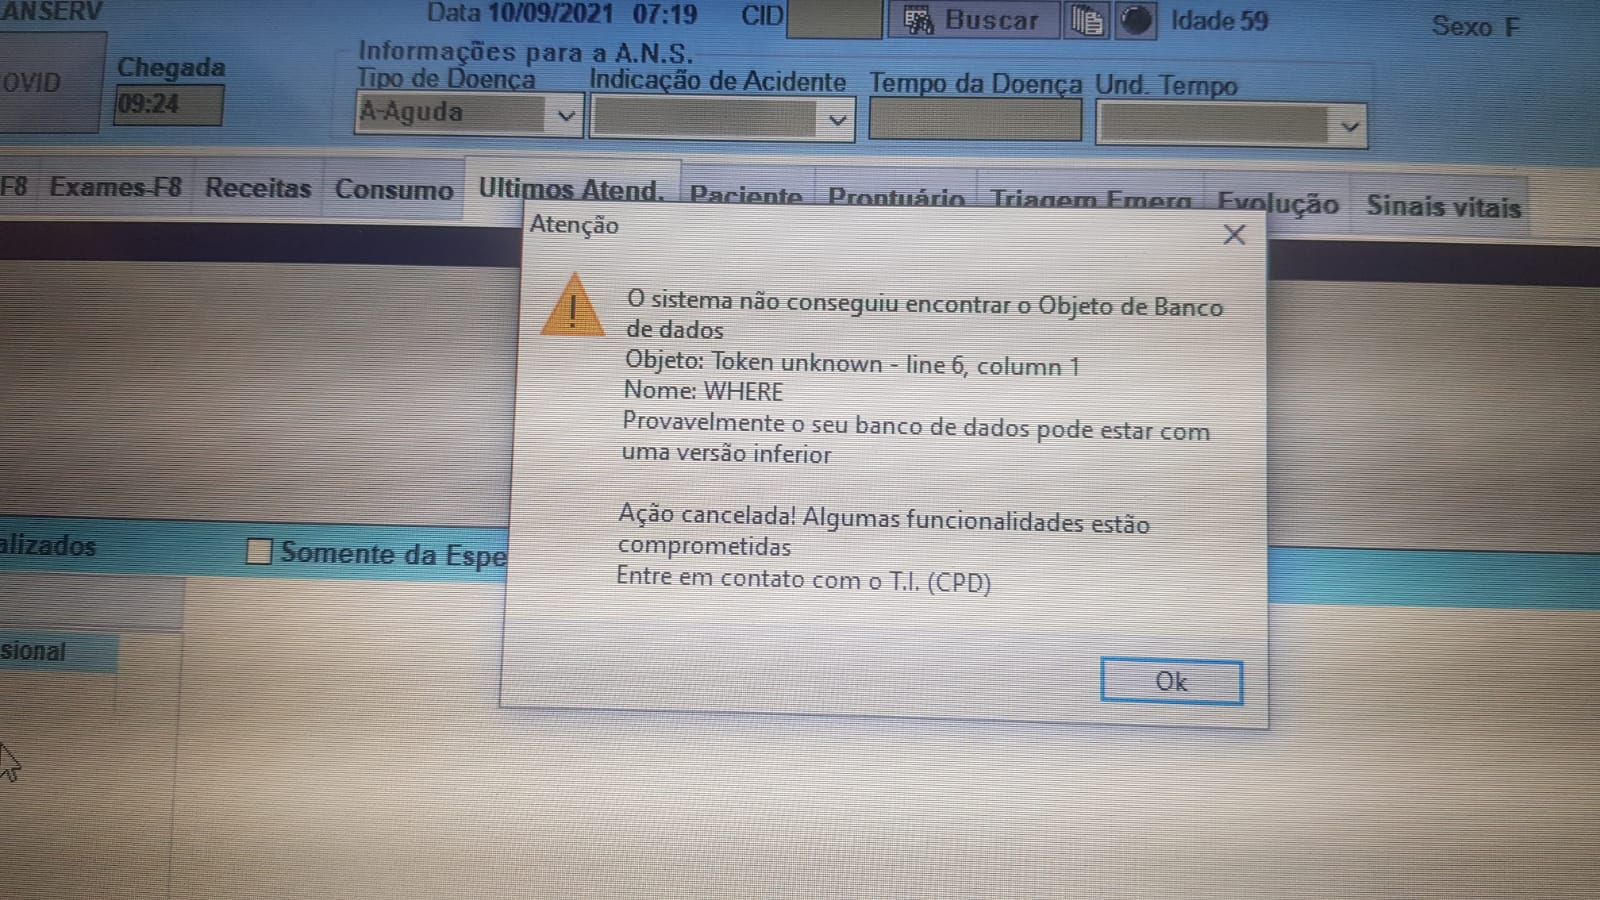 ANSERV
Data 10/09/2021 07:19 CID Buscar Idade 59 Sexo F
Informações para a A.N.S.
OVID Chegada Tipo de Doença Indicação de Acidente Tempo da Doença Und. Tempo
09:24 A-Aguda
F8 Exames-F8 Receitas Consumo Ultimos Atend. Paciente Prontuário Triagem Emerg Evolução Sinais vitais
Atenção
O sistema não conseguiu encontrar o Objeto de Banco
de dados
Objeto: Token unknown - line 6, column 1
Nome: WHERE
Provavelmente o seu banco de dados pode estar com
uma versão inferior
Ação cancelada! Algumas funcionalidades estão
comprometidas
Entre em contato com o T.I. (CPD)
Ok
alizados Somente da Espe
sional